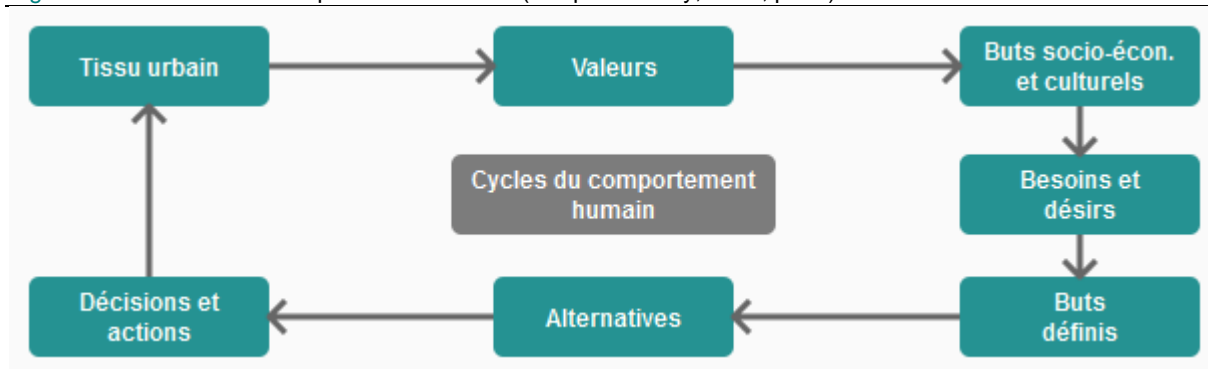 Tissu urbain
Valeurs
Buts socio-écon.
et culturels
Cycles du comportement
humain
Besoins et
désirs
Décisions et
actions
Alternatives
Buts
définis